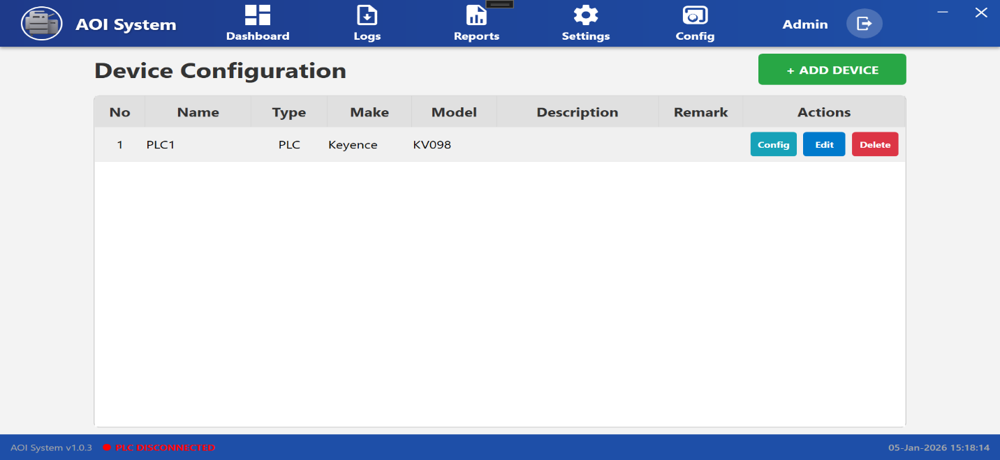 AOI System
Dashboard
Logs
Reports
Settings
Config
Admin
Device Configuration
+ ADD DEVICE
No Name Type Make Model Description Remark Actions
1 PLC1 PLC Keyence KV098 Config Edit Delete
AOI System v1.0.3 PLC DISCONNECTED 05-Jan-2026 15:18:14